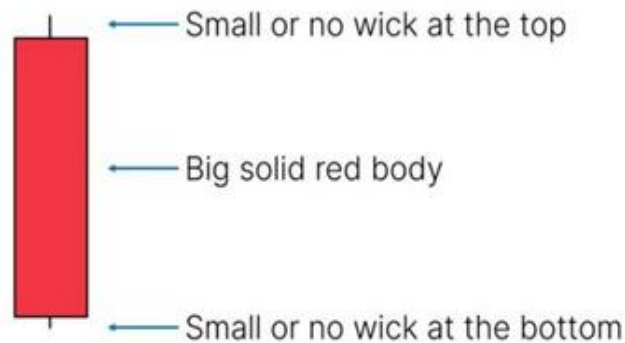 Small or no wick at the top
Big solid red body
Small or no wick at the bottom